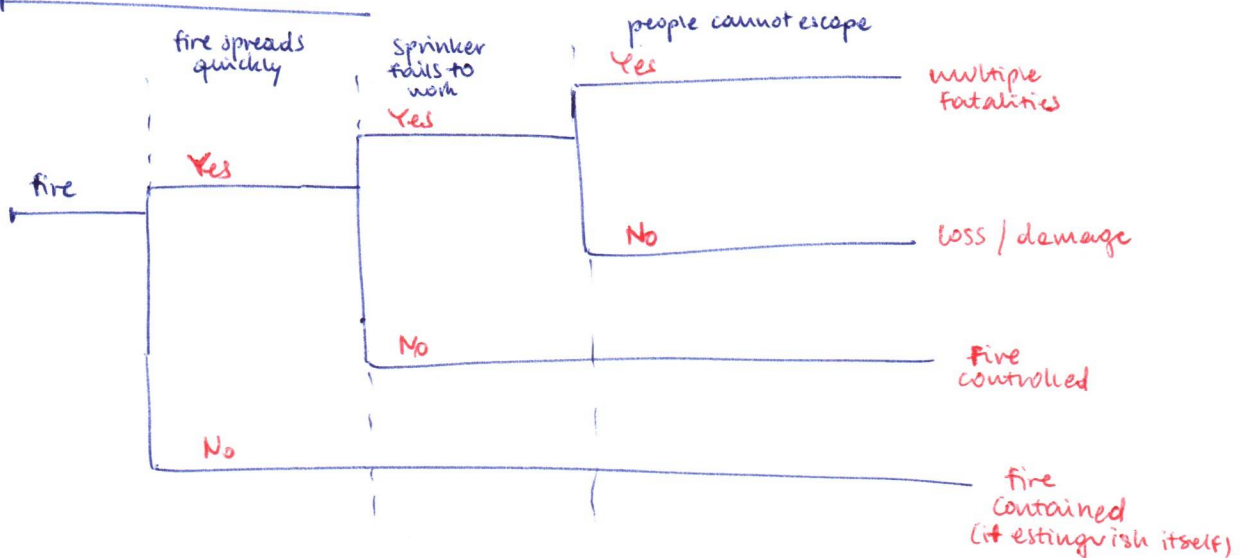 fire spreads
quickly
Sprinker
fails to
work
people cannot escape
Yes
multiple
fatalities
Yes
Yes
fire
No
loss / damage
No
Fire
controlled
No
fire
contained
(it estinguish itself)